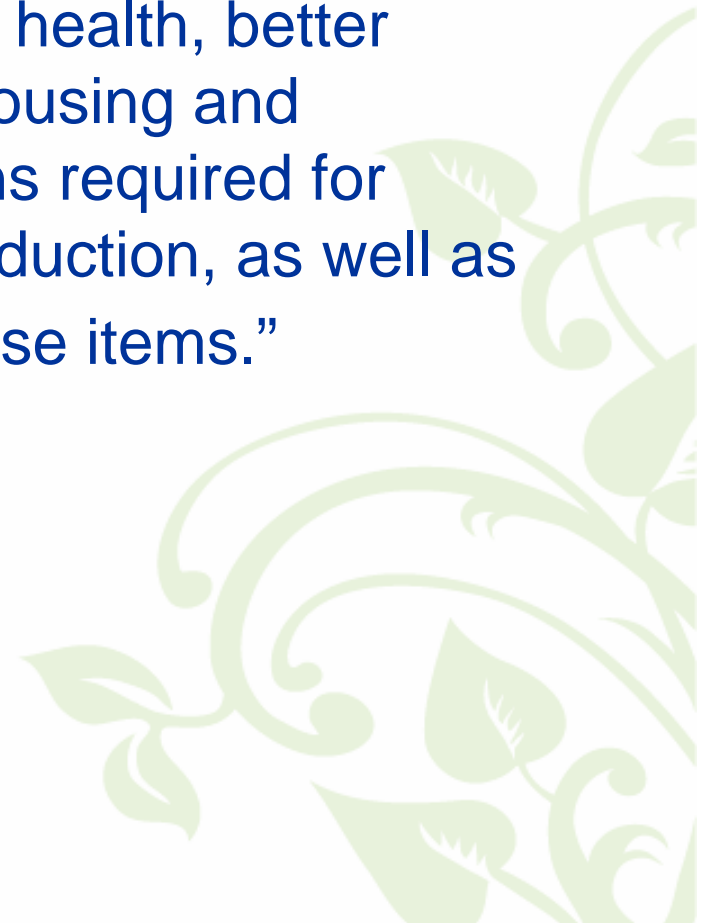 health, better
ousing and
ns required for
duction, as well as
se items.”